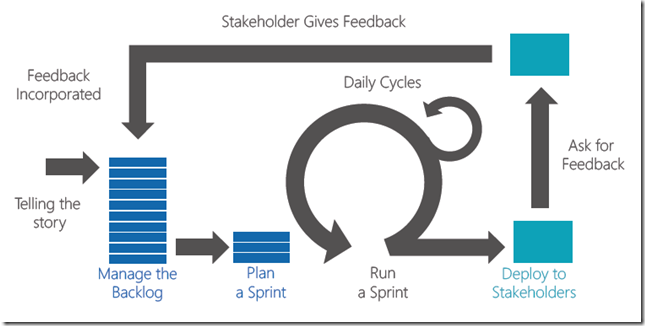 Stakeholder Gives Feedback
Feedback
Incorporated
Daily Cycles
Ask for
Feedback
Telling the
story
Manage the
Backlog
Plan
a Sprint
Run
a Sprint
Deploy to
Stakeholders